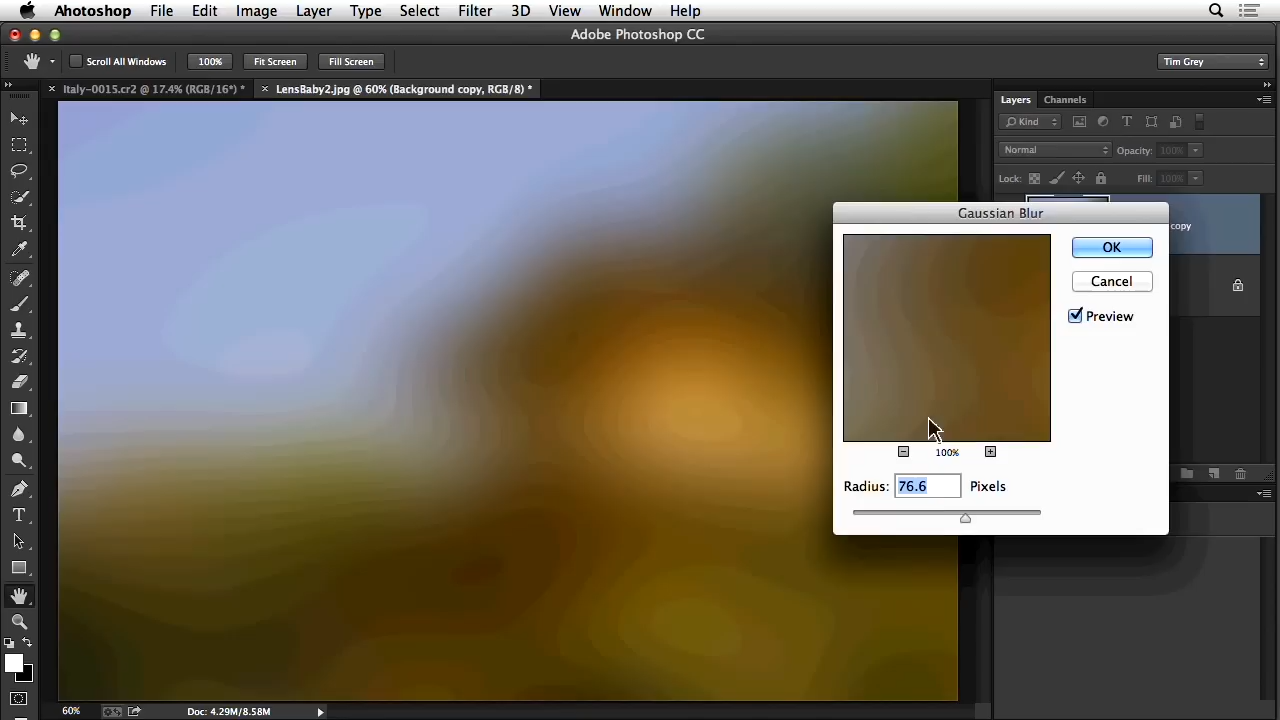 Ahotoshop File Edit Image Layer Type Select Filter 3D View Window Help
Adobe Photoshop CC
Scroll All Windows 100% Fit Screen Fill Screen Tim Grey
Italy-0015.cr2 @ 17.4% (RGB/16*) * LensBaby2.jpg @ 60% (Background copy, RGB/8) *
Layers Channels
Kind
Normal Opacity: 100%
Lock: Fill: 100%
Gaussian Blur
copy
OK
Cancel
Preview
100%
Radius: 76.6 Pixels
60% Doc: 4.29M/8.58M